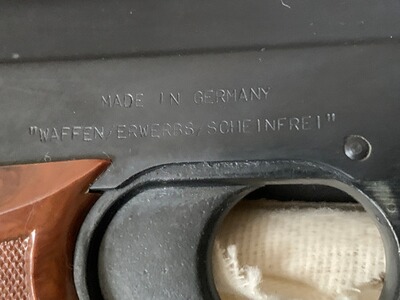 MADE IN GERMANY
"WAFFEN/ERWERBS/SCHEINFREI"